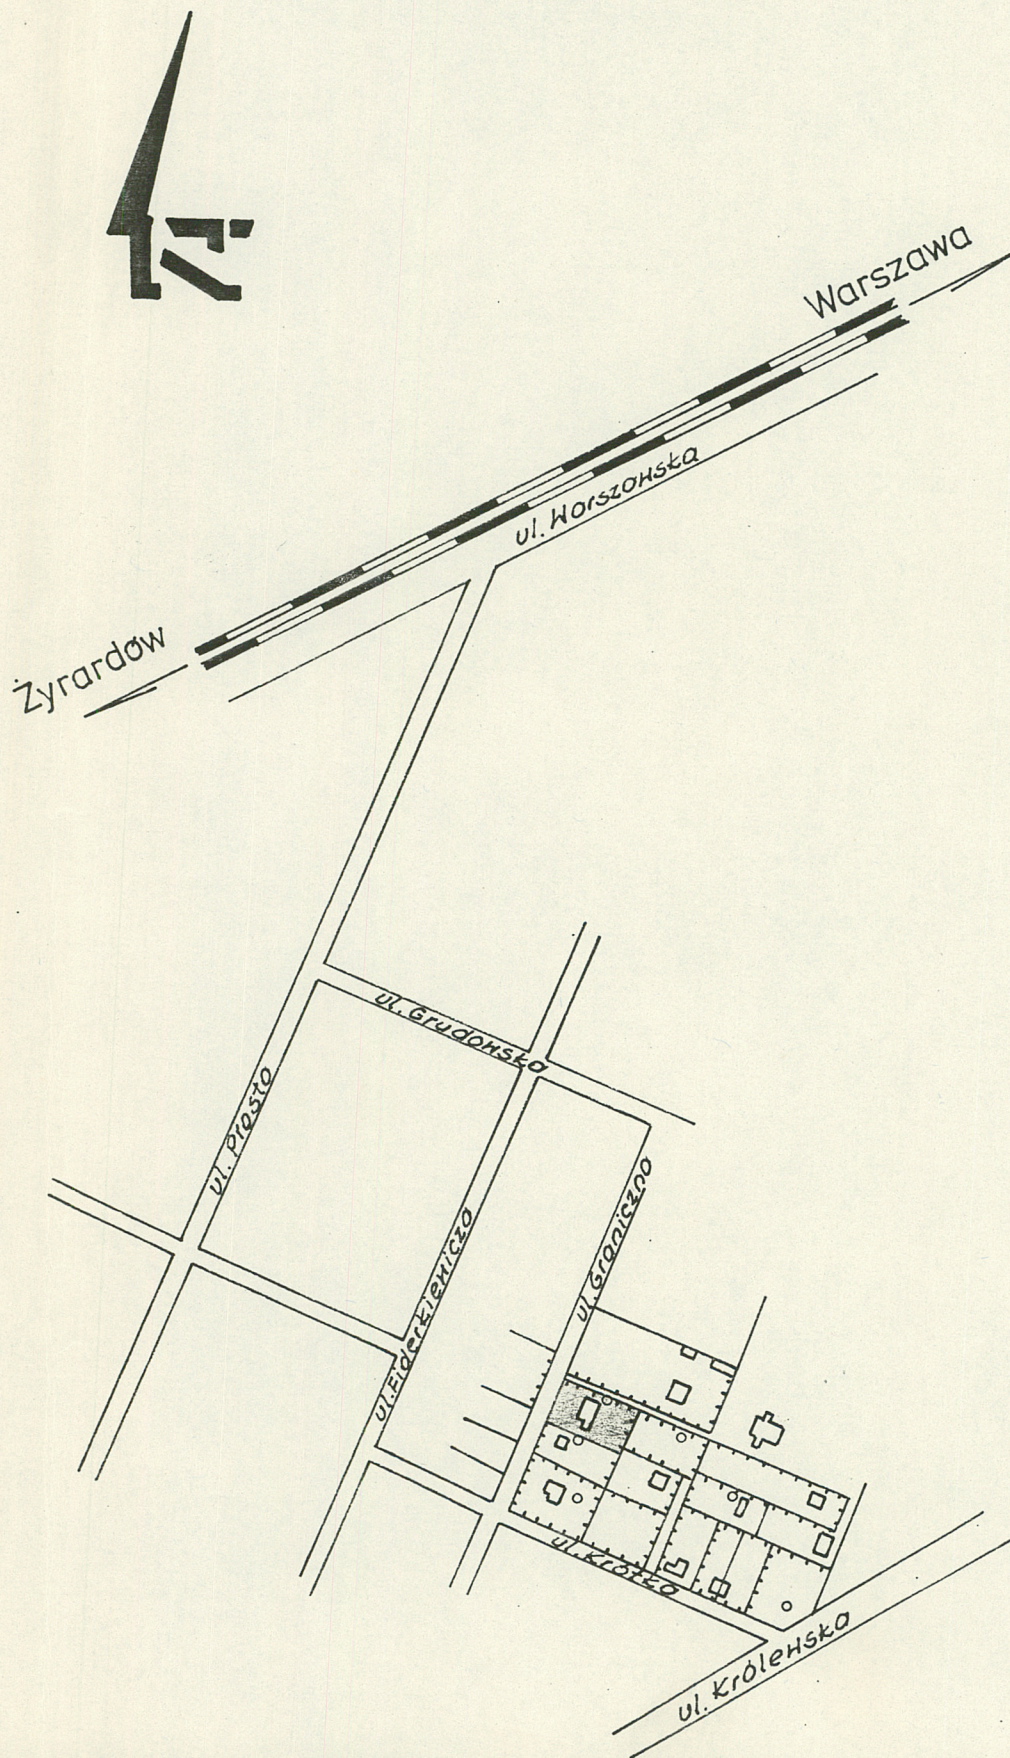 Warszawa
ul. Warszawska
Żyrardów
ul. Grudowska
ul. Prosta
ul. Fiderkiewicza
ul. Graniczna
ul. Krótka
ul. Królewska